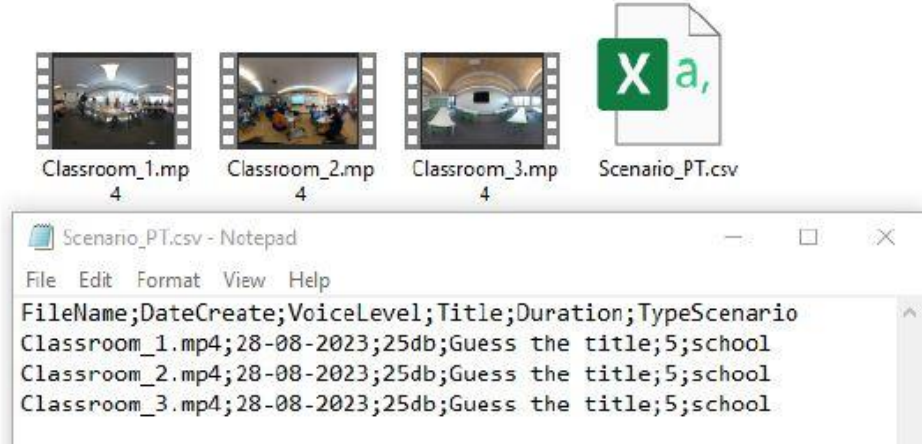 Classroom_1.mp
4
Classroom_2.mp
4
Classroom_3.mp
4
X a,
Scenario_PT.csv
Scenario_PT.csv - Notepad
File Edit Format View Help
FileName;DateCreate;VoiceLevel;Title;Duration;TypeScenario
Classroom_1.mp4;28-08-2023;25db;Guess the title;5;school
Classroom_2.mp4;28-08-2023;25db;Guess the title;5;school
Classroom_3.mp4;28-08-2023;25db;Guess the title;5;school